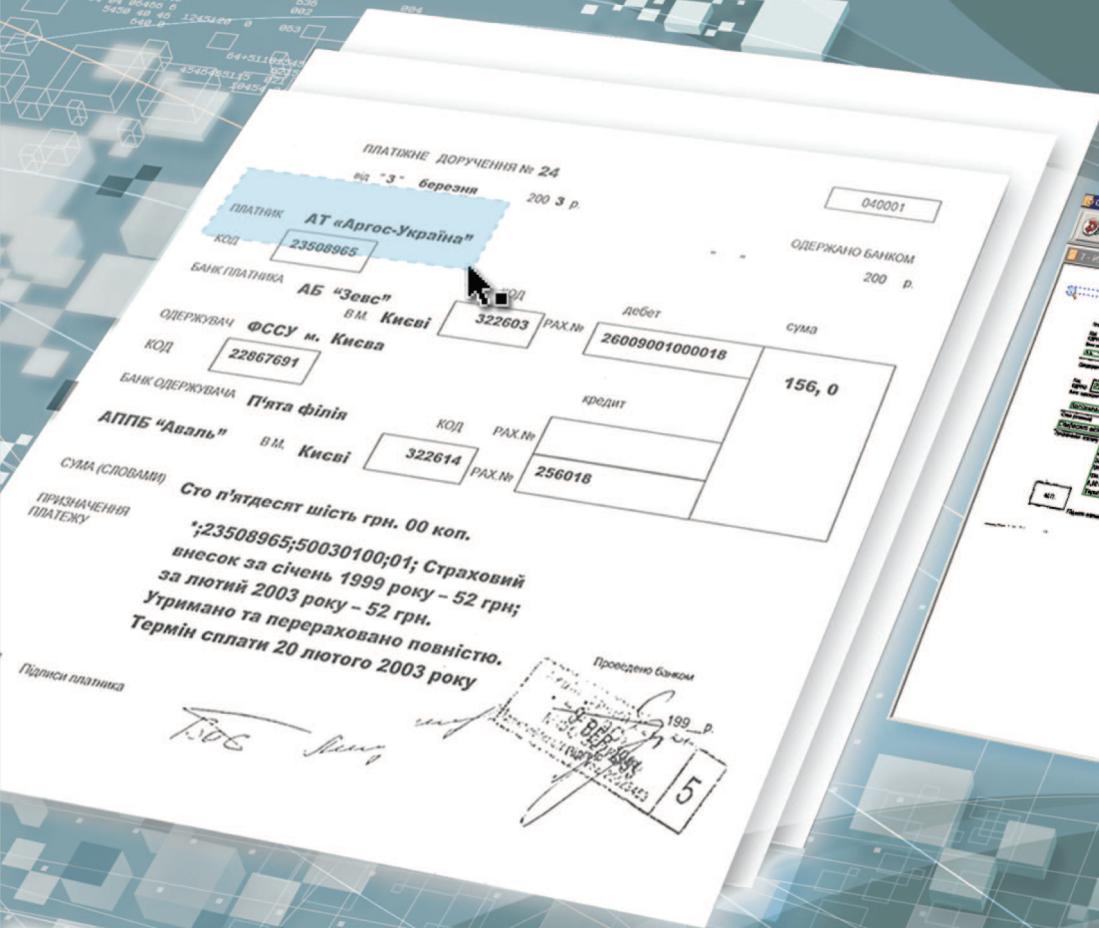 ПЛАТІЖНЕ ДОРУЧЕННЯ № 24
від "3" березня 200 3 р.
040001
ПЛАТНИК АТ «Аргос-Україна”
ОДЕРЖАНО БАНКОМ
КОД 23508965
200 р.
БАНК ПЛАТНИКА АБ “Зевс”
В М. Києві КОД 322603 РАХ.№ дебет 26009001000018 сума
156, 0
ОДЕРЖУВАЧ ФССУ м. Києва
КОД 22867691
кредит
БАНК ОДЕРЖУВАЧА П'ята філія
РАХ.№
АППБ “Аваль” В М. Києві КОД 322614 РАХ.№ 256018
СУМА (СЛОВАМИ) Сто п'ятдесят шість грн. 00 коп.
ПРИЗНАЧЕННЯ
ПЛАТЕЖУ
*;23508965;50030100;01; Страховий
внесок за січень 1999 року – 52 грн;
за лютий 2003 року – 52 грн.
Утримано та перераховано повністю.
Термін сплати 20 лютого 2003 року
Проведено банком
199 р.
Підписи платника
5